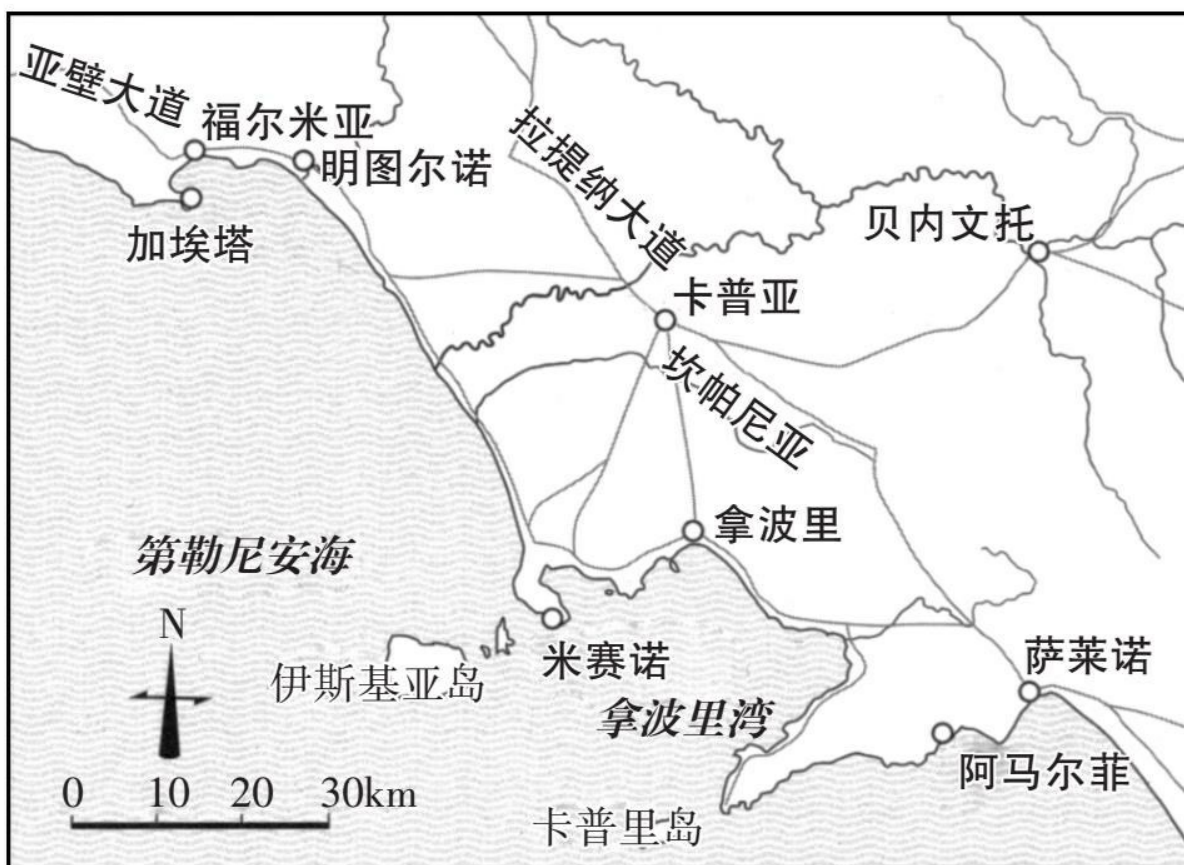 亚壁大道
福尔米亚
明图尔诺
加埃塔
拉提纳大道
贝内文托
卡普亚
坎帕尼亚
拿波里
第勒尼安海
N
米赛诺
伊斯基亚岛
萨莱诺
拿波里湾
阿马尔菲
0 10 20 30km
卡普里岛